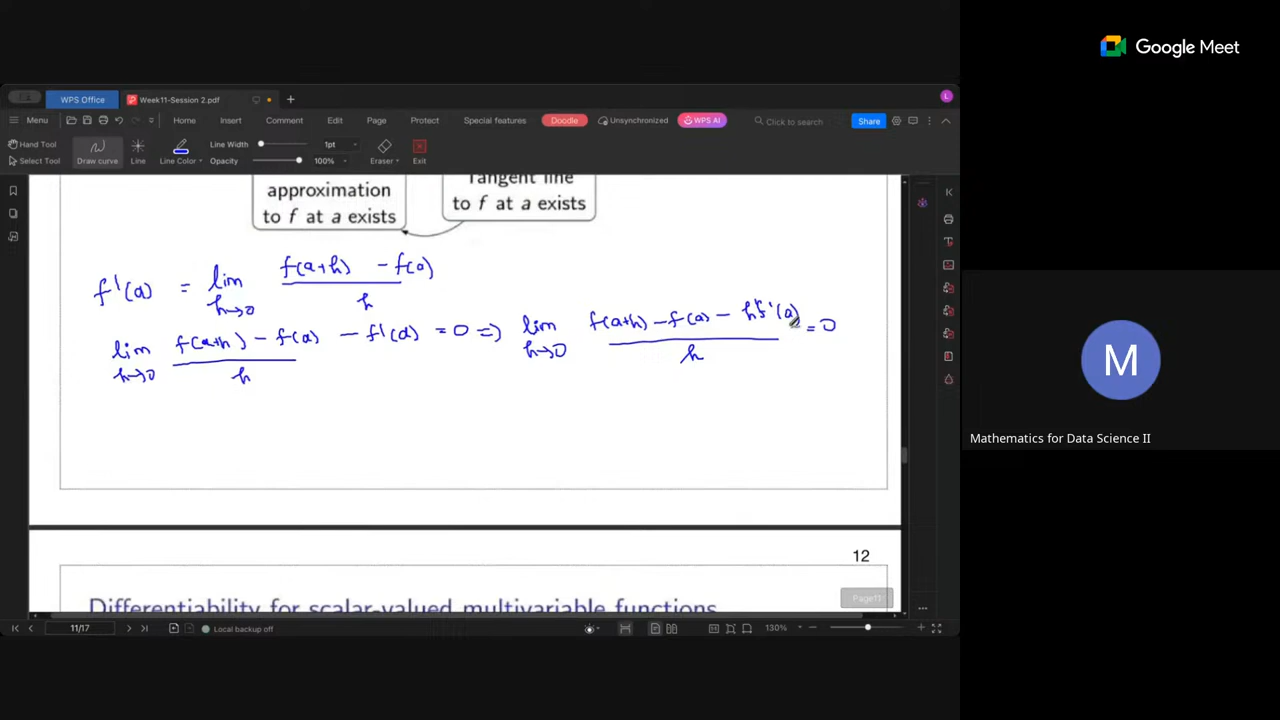 Google Meet
WPS Office
Week11-Session 2.pdf
L
Menu
Home
Insert
Comment
Edit
Page
Protect
Special features
Doodle
Unsynchronized
WPS AI
Click to search
Share
Hand Tool
Select Tool
Draw curve
Line
Line Color
Line Width
1pt
Opacity
100%
Eraser
Exit
approximation
to f at a exists
Tangent line
to f at a exists
f'(a) = lim h→0 f(a+h) - f(a) / h
lim h→0 f(a+h) - f(a) / h - f'(a) = 0 ⇒ lim h→0 f(a+h) - f(a) - hf'(a) / h = 0
M
Mathematics for Data Science II
12
Differentiability for scalar-valued multivariable functions
Page11
11/17
Local backup off
130%